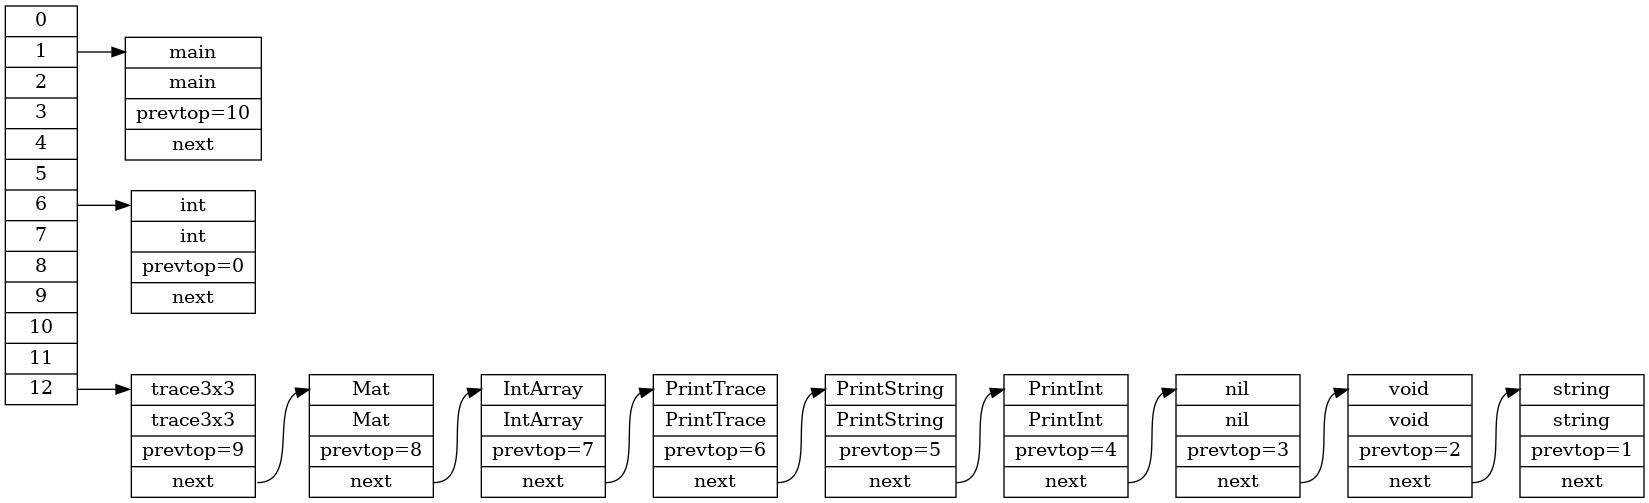 0
1
2
3
4
5
6
7
8
9
10
11
12
main
main
prevtop=10
next
int
int
prevtop=0
next
trace3x3
trace3x3
prevtop=9
next
Mat
Mat
prevtop=8
next
IntArray
IntArray
prevtop=7
next
PrintTrace
PrintTrace
prevtop=6
next
PrintString
PrintString
prevtop=5
next
PrintInt
PrintInt
prevtop=4
next
nil
nil
prevtop=3
next
void
void
prevtop=2
next
string
string
prevtop=1
next